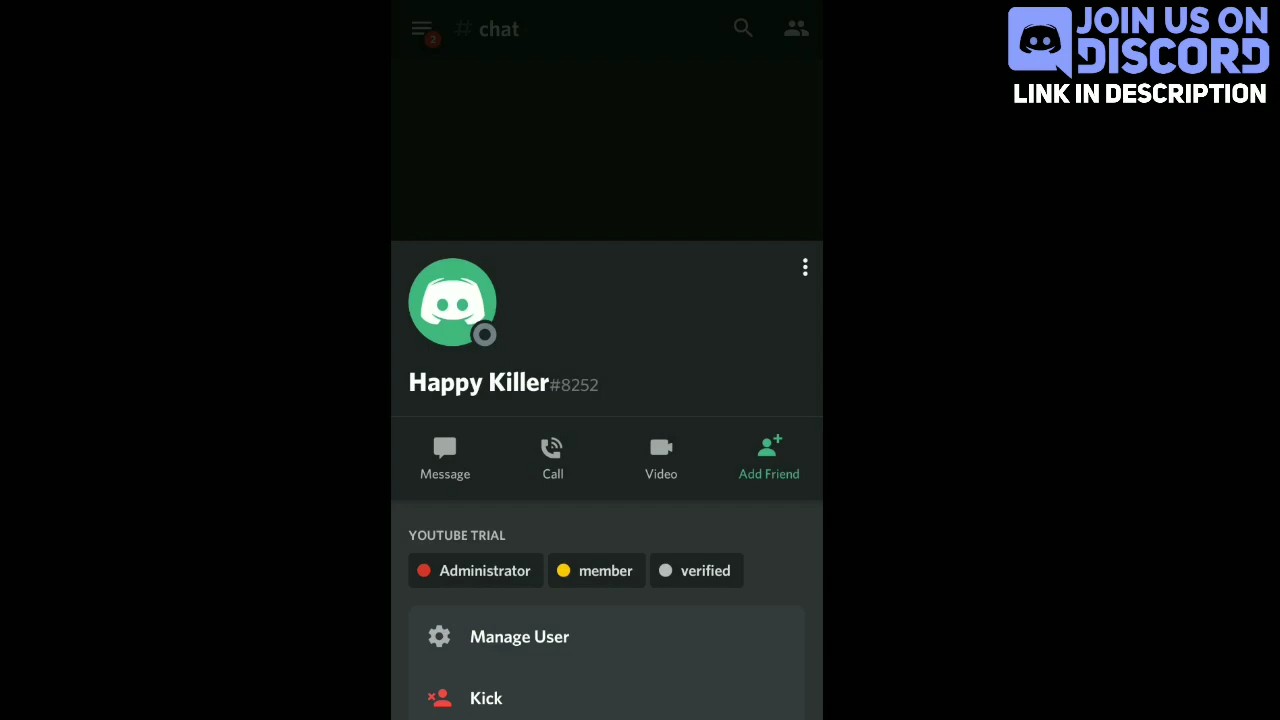 2
# chat
JOIN US ON
DISCORD
LINK IN DESCRIPTION
Happy Killer#8252
Message Call Video Add Friend
YOUTUBE TRIAL
Administrator member verified
Manage User
Kick